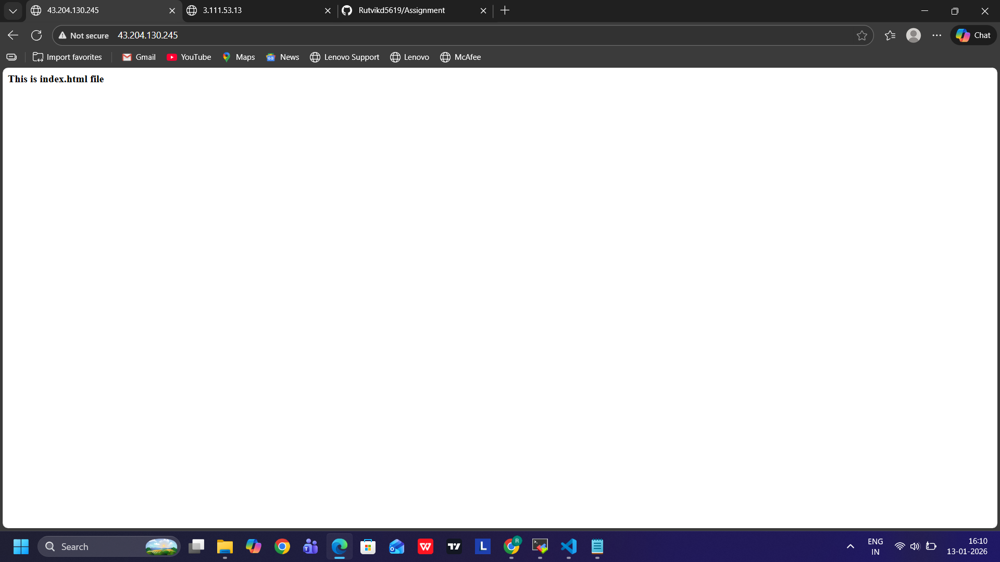 43.204.130.245
3.111.53.13
Rutvikd5619/Assignment
Not secure 43.204.130.245
Chat
Import favorites
Gmail
YouTube
Maps
News
Lenovo Support
Lenovo
McAfee
This is index.html file
Search
ENG
IN
16:10
13-01-2026